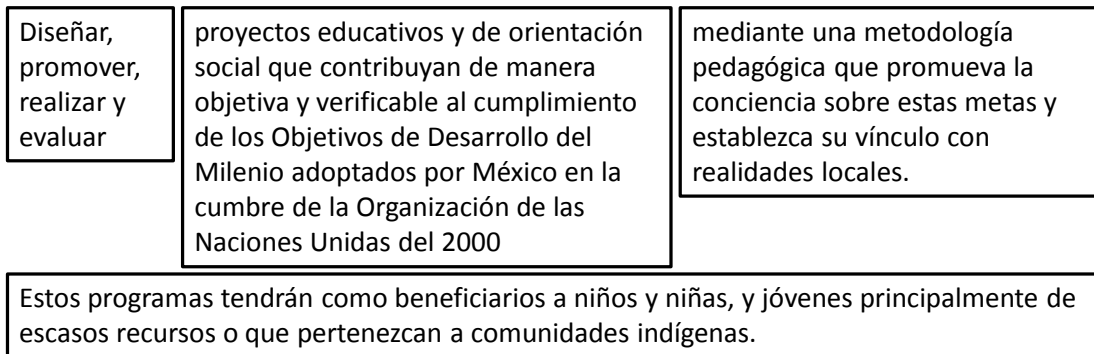 Diseñar,
promover,
realizar y
evaluar
proyectos educativos y de orientación
social que contribuyan de manera
objetiva y verificable al cumplimiento
de los Objetivos de Desarrollo del
Milenio adoptados por México en la
cumbre de la Organización de las
Naciones Unidas del 2000
mediante una metodología
pedagógica que promueva la
conciencia sobre estas metas y
establezca su vínculo con
realidades locales.
Estos programas tendrán como beneficiarios a niños y niñas, y jóvenes principalmente de
escasos recursos o que pertenezcan a comunidades indígenas.